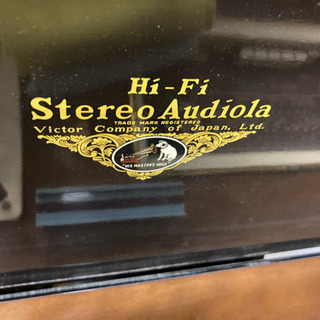 Hi-Fi
Stereo Audiola
TRADE MARK REGISTERED
Victor Company of Japan, Ltd.
"HIS MASTER'S VOICE"